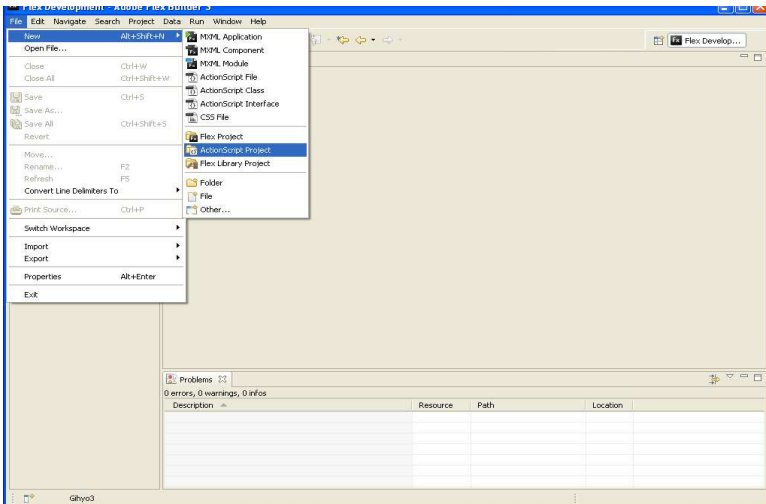 Flex Development - Adobe Flex Builder 3
File Edit Navigate Search Project Data Run Window Help
New Alt+Shift+N
Open File...
Close Ctrl+W
Close All Ctrl+Shift+W
Save Ctrl+S
Save As...
Save All Ctrl+Shift+S
Revert
Move...
Rename... F2
Refresh F5
Convert Line Delimiters To
Print Source... Ctrl+P
Switch Workspace
Import
Export
Properties Alt+Enter
Exit
MXML Application
MXML Component
MXML Module
ActionScript File
ActionScript Class
ActionScript Interface
CSS File
Flex Project
ActionScript Project
Flex Library Project
Folder
File
Other...
Fx Flex Develop...
Problems
0 errors, 0 warnings, 0 infos
Description Resource Path Location
Gihyo3